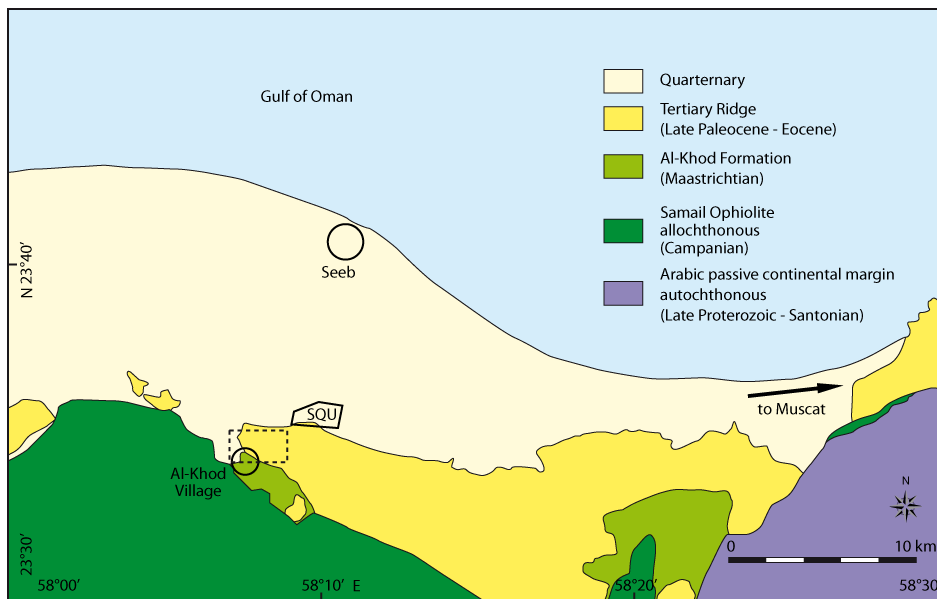 Gulf of Oman
Quarternary
Tertiary Ridge
(Late Paleocene - Eocene)
Al-Khod Formation
(Maastrichtian)
Samail Ophiolite
allochthonous
(Campanian)
Arabic passive continental margin
autochthonous
(Late Proterozoic - Santonian)
N 23°40'
Seeb
SQU
to Muscat
Al-Khod
Village
N
23°30'
0 10 km
58°00' 58°10' E 58°20' 58°30'